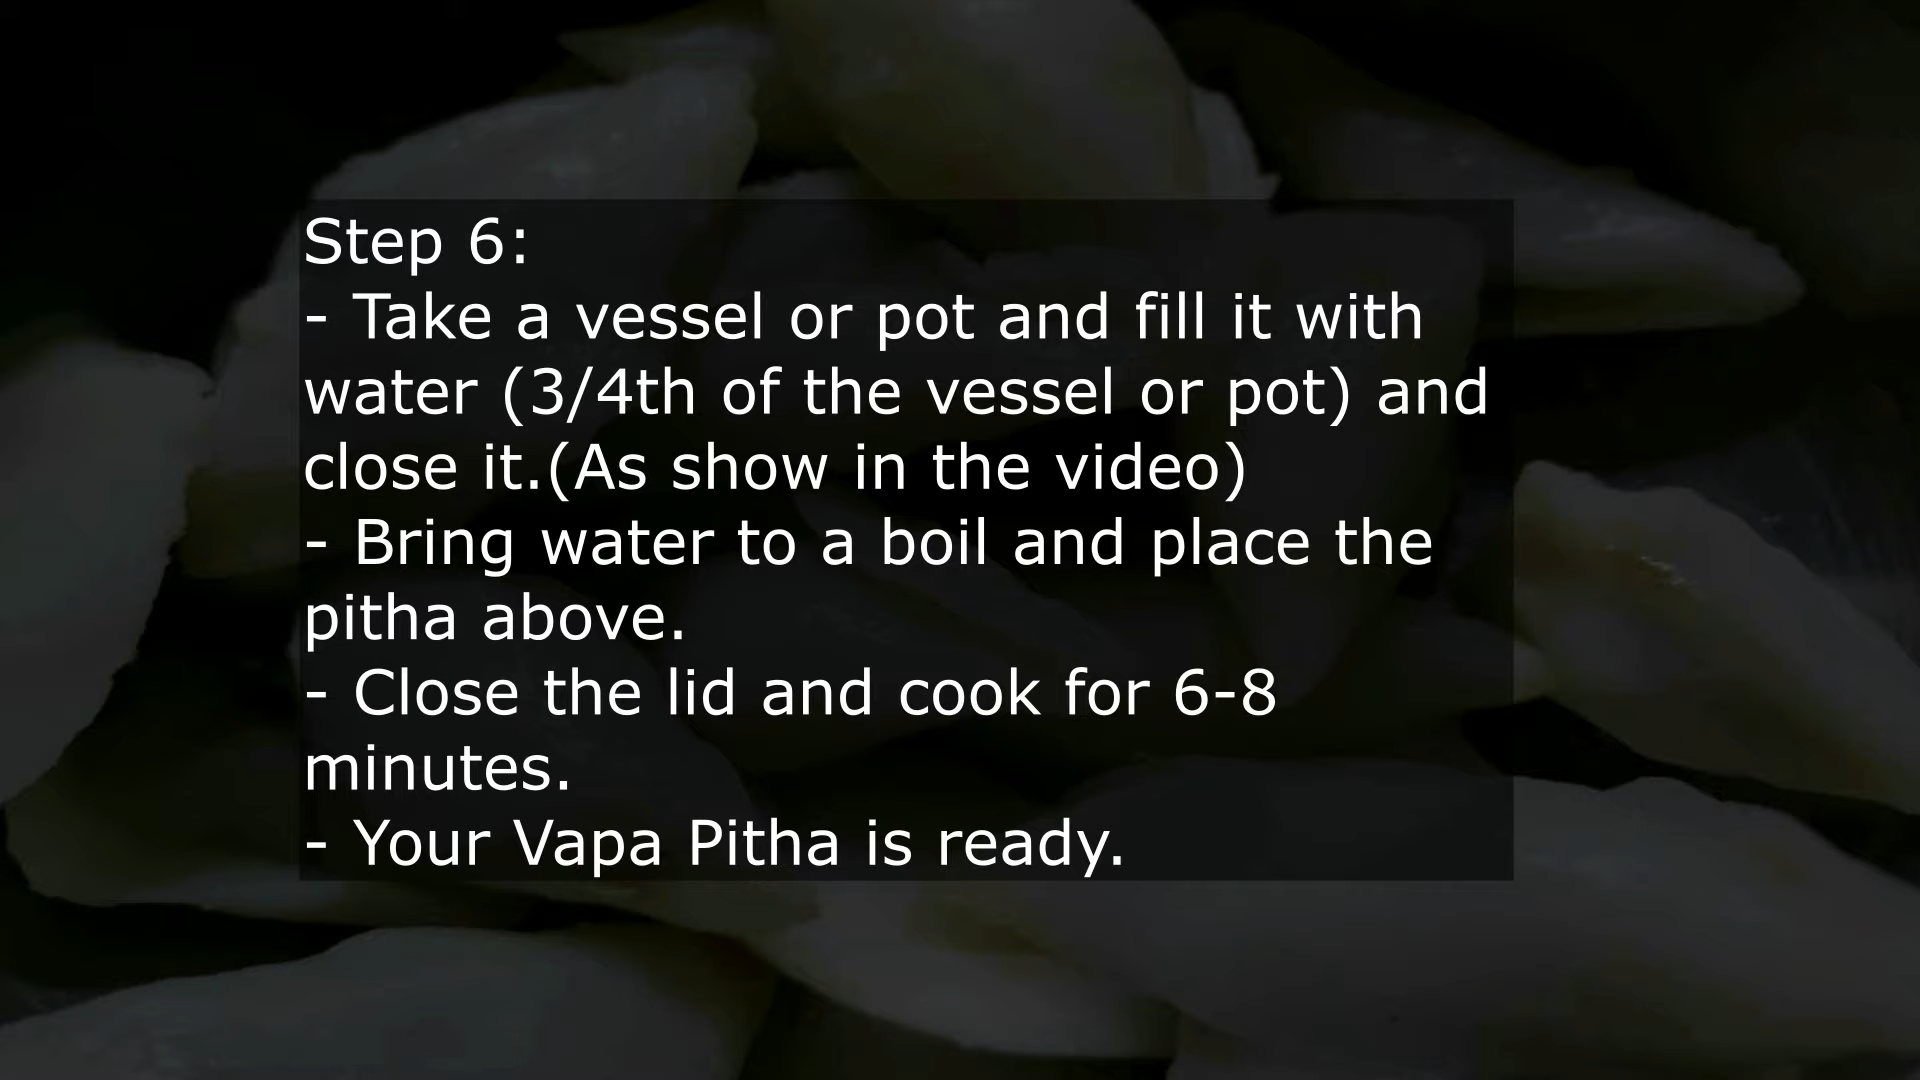 Step 6:
- Take a vessel or pot and fill it with
water (3/4th of the vessel or pot) and
close it.(As show in the video)
- Bring water to a boil and place the
pitha above.
- Close the lid and cook for 6-8
minutes.
- Your Vapa Pitha is ready.